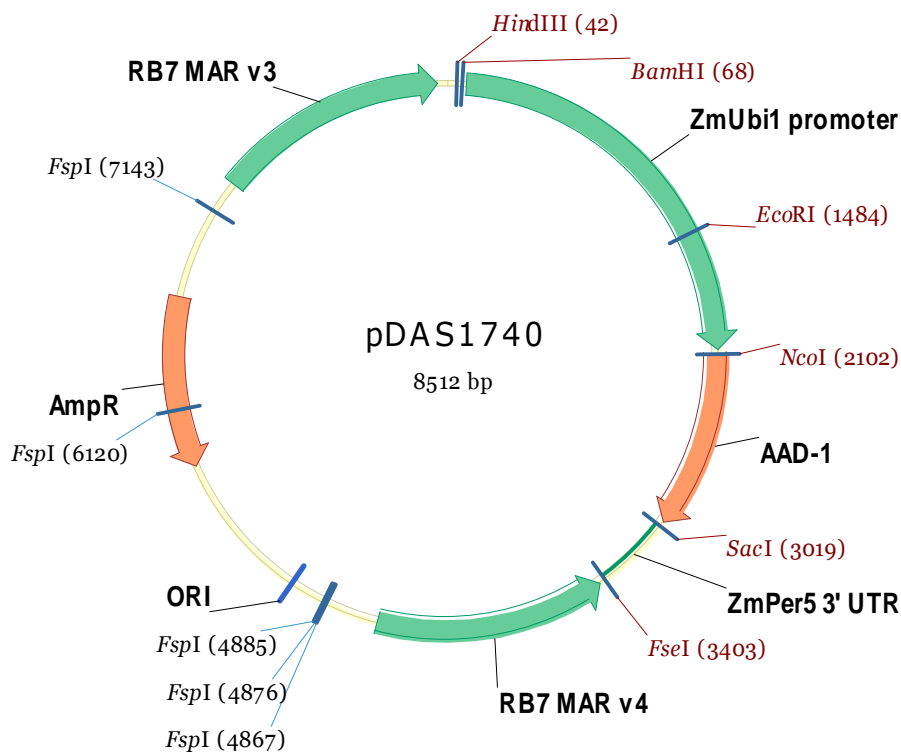 HindIII (42)
RB7 MAR v3
BamHI (68)
ZmUbi1 promoter
FspI (7143)
EcoRI (1484)
pDAS1740
8512 bp
NcoI (2102)
AmpR
FspI (6120)
AAD-1
SacI (3019)
ORI
ZmPer5 3' UTR
FspI (4885)
FseI (3403)
FspI (4876)
RB7 MAR v4
FspI (4867)